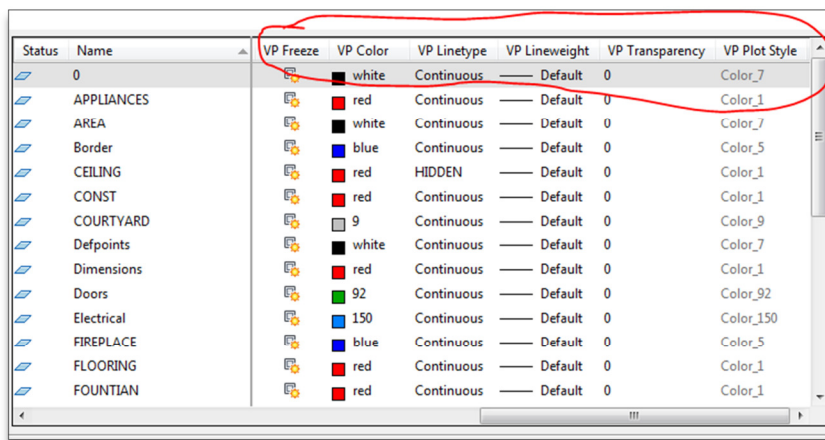 Status Name VP Freeze VP Color VP Linetype VP Lineweight VP Transparency VP Plot Style
0 white Continuous Default 0 Color_7
APPLIANCES red Continuous Default 0 Color_1
AREA white Continuous Default 0 Color_7
Border blue Continuous Default 0 Color_5
CEILING red HIDDEN Default 0 Color_1
CONST red Continuous Default 0 Color_1
COURTYARD 9 Continuous Default 0 Color_9
Defpoints white Continuous Default 0 Color_7
Dimensions red Continuous Default 0 Color_1
Doors 92 Continuous Default 0 Color_92
Electrical 150 Continuous Default 0 Color_150
FIREPLACE blue Continuous Default 0 Color_5
FLOORING red Continuous Default 0 Color_1
FOUNTIAN red Continuous Default 0 Color_1